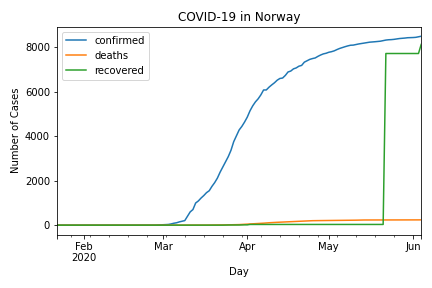 COVID-19 in Norway
confirmed
deaths
recovered
8000
6000
4000
2000
0
Number of Cases
Feb
2020
Mar
Apr
May
Jun
Day